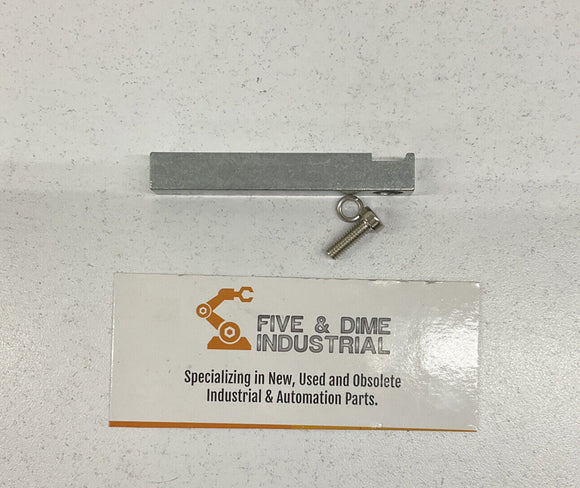 FIVE & DIME
INDUSTRIAL
Specializing in New, Used and Obsolete
Industrial & Automation Parts.